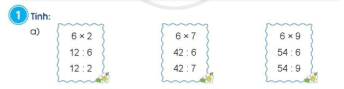 1 Tính:
a)
6 × 2
12 : 6
12 : 2
6 × 7
42 : 6
42 : 7
6 × 9
54 : 6
54 : 9